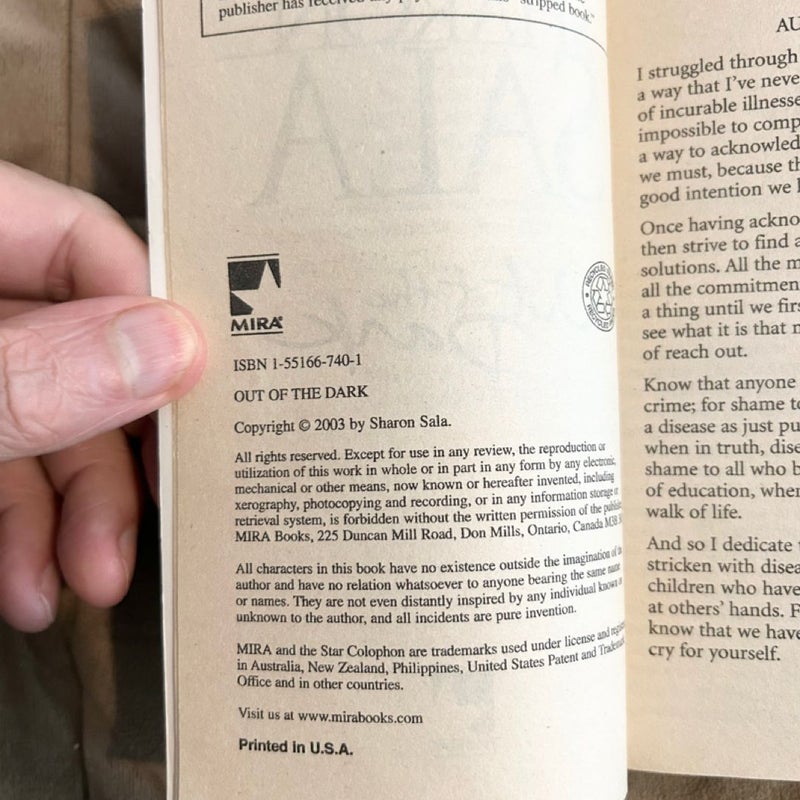 publisher has received any "stripped book."
MIRA®
ISBN 1-55166-740-1
OUT OF THE DARK
Copyright © 2003 by Sharon Sala.
All rights reserved. Except for use in any review, the reproduction or
utilization of this work in whole or in part in any form by any electronic,
mechanical or other means, now known or hereafter invented, including
xerography, photocopying and recording, or in any information storage or
retrieval system, is forbidden without the written permission of the
MIRA Books, 225 Duncan Mill Road, Don Mills, Ontario, Canada M3B
All characters in this book have no existence outside the imagination of the
author and have no relation whatsoever to anyone bearing the same name
or names. They are not even distantly inspired by any individual known or
unknown to the author, and all incidents are pure invention.
MIRA and the Star Colophon are trademarks used under license and
in Australia, New Zealand, Philippines, United States Patent and
Office and in other countries.
Visit us at www.mirabooks.com
Printed in U.S.A.
AU
I struggled through
a way that I've neve
of incurable illnesse
impossible to comp
a way to acknowled
we must, because th
good intention we
Once having ackno
then strive to find a
solutions. All the m
all the commitmen
a thing until we firs
see what it is that
of reach out.
Know that anyone
crime; for shame to
a disease as just pu
when in truth, dise
shame to all who b
of education, when
walk of life.
And so I dedicate
stricken with disea
children who have
at others' hands. F
know that we have
cry for yourself.